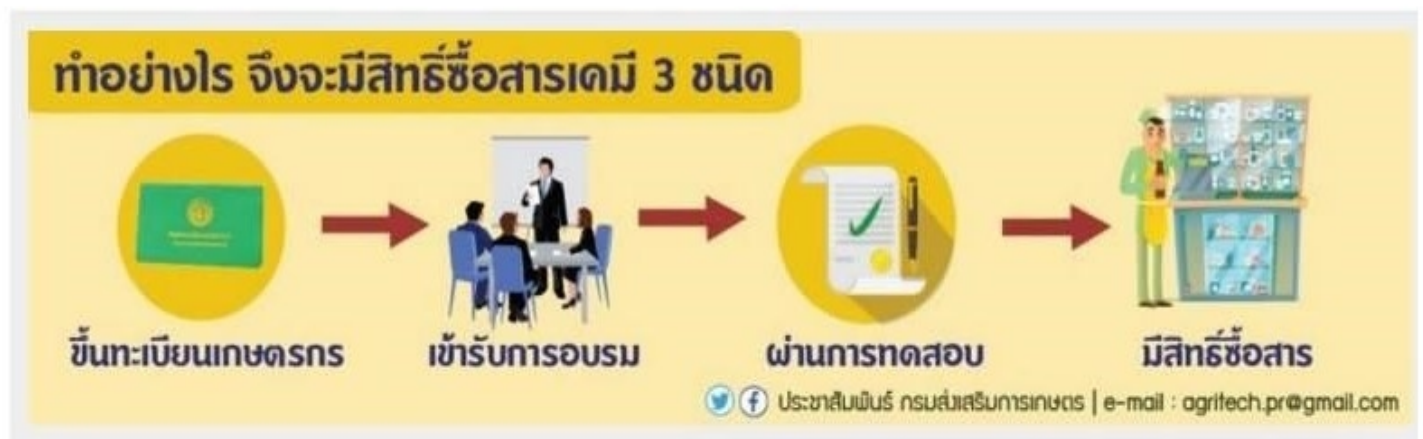 ทำอย่างไร จึงจะมีสิทธิ์ซื้อสารเคมี 3 ชนิด
ขึ้นทะเบียนเกษตรกร
เข้ารับการอบรม
ผ่านการทดสอบ
มีสิทธิ์ซื้อสาร
ประชาสัมพันธ์ กรมส่งเสริมการเกษตร | e-mail : agritech.pr@gmail.com